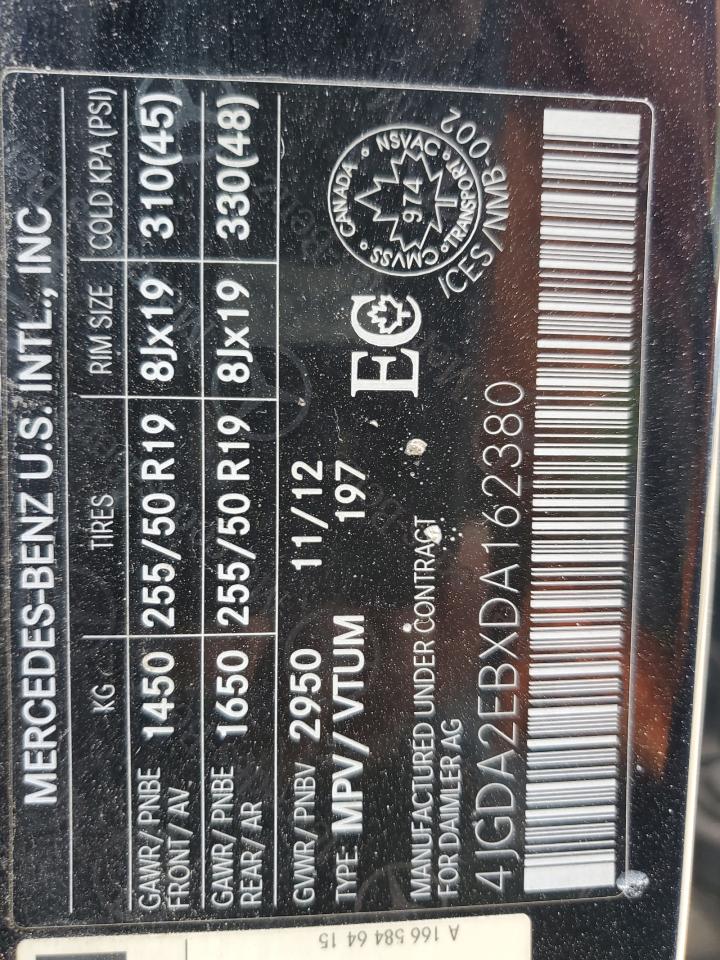 MERCEDES-BENZ U.S. INTL., INC
KG TIRES RIM SIZE COLD KPA (PSI)
GAWR / PNBE FRONT / AV 1450 255/50 R19 8Jx19 310(45)
GAWR / PNBE REAR / AR 1650 255/50 R19 8Jx19 330(48)
GVWR / PNBV 2950 11/12
TYPE: MPV/VTUM 197
MANUFACTURED UNDER CONTRACT
FOR DAIMLER AG
EC
CANADA NSVAC TRANSPORT CMVSS
974
T
ICES/NMB-002
4JGDA2EBXDA162380
A 166 584 64 15